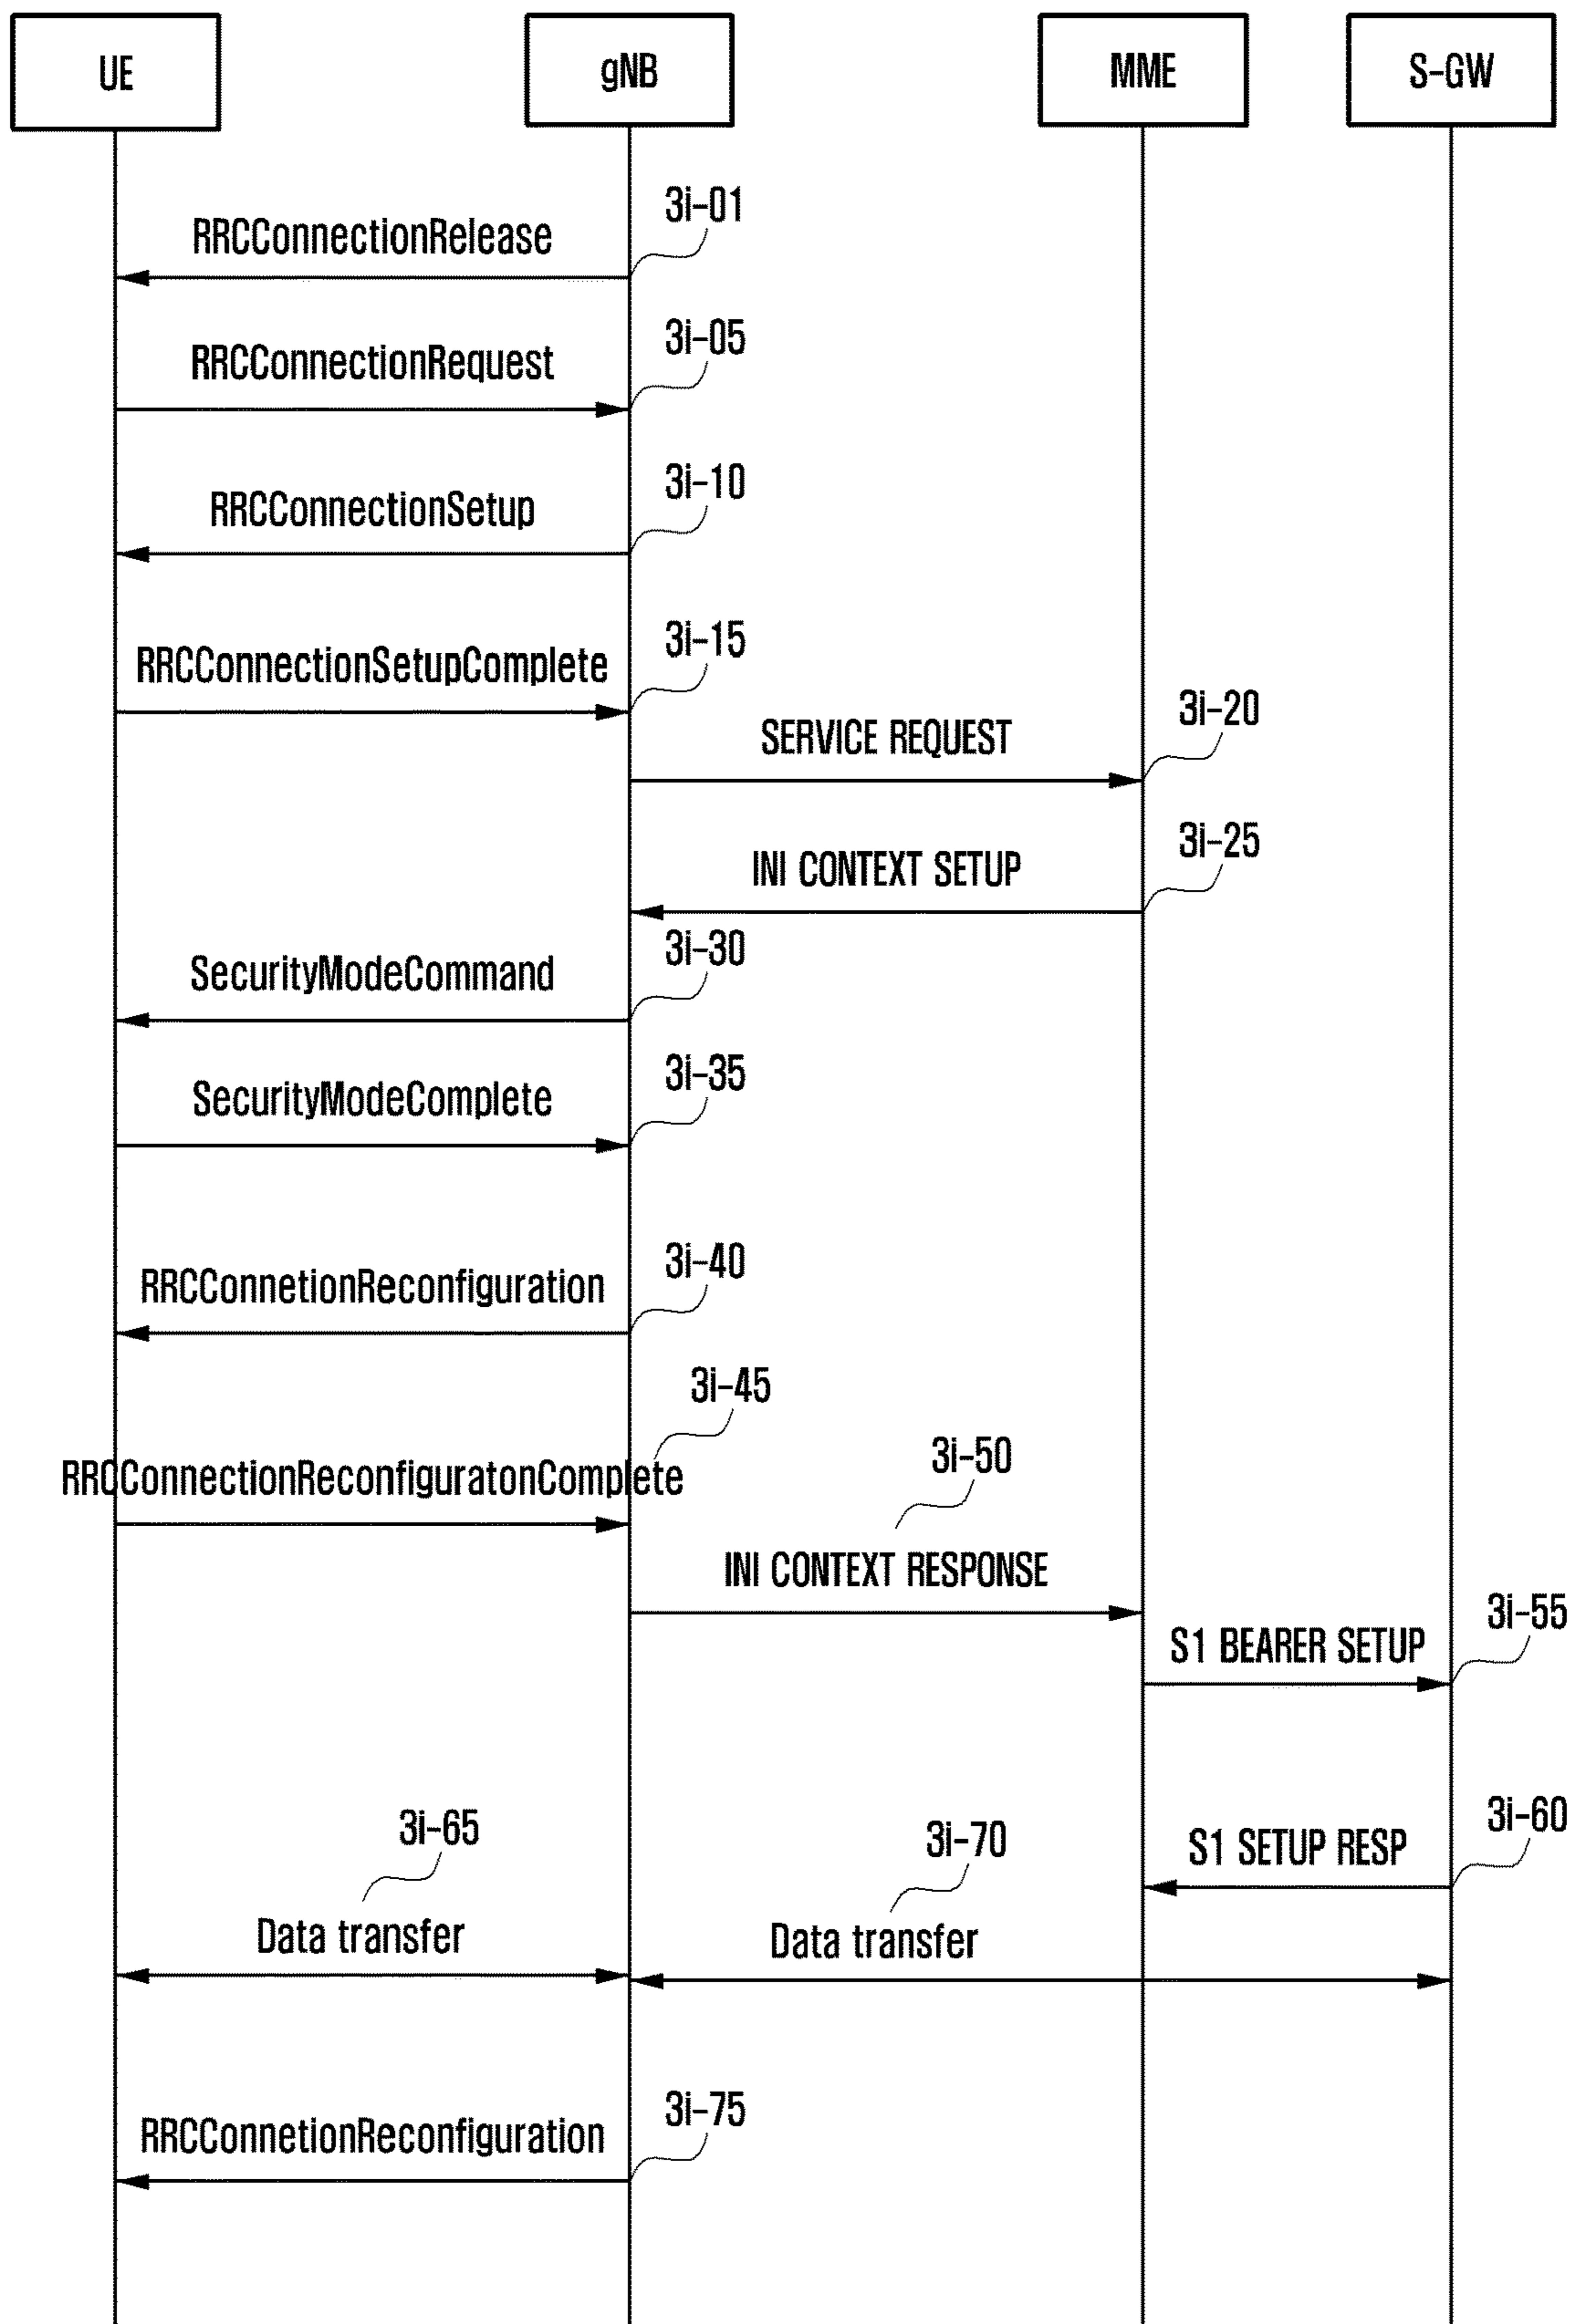 UE
gNB
MME
S-GW
3i-01
RRCConnectionRelease
3i-05
RRCConnectionRequest
3i-10
RRCConnectionSetup
3i-15
RRCConnectionSetupComplete
3i-20
SERVICE REQUEST
3i-25
INI CONTEXT SETUP
3i-30
SecurityModeCommand
3i-35
SecurityModeComplete
3i-40
RRCConnetionReconfiguration
3i-45
RRCConnectionReconfiguratonComplete
3i-50
INI CONTEXT RESPONSE
3i-55
S1 BEARER SETUP
3i-60
S1 SETUP RESP
3i-65
Data transfer
3i-70
Data transfer
3i-75
RRCConnetionReconfiguration